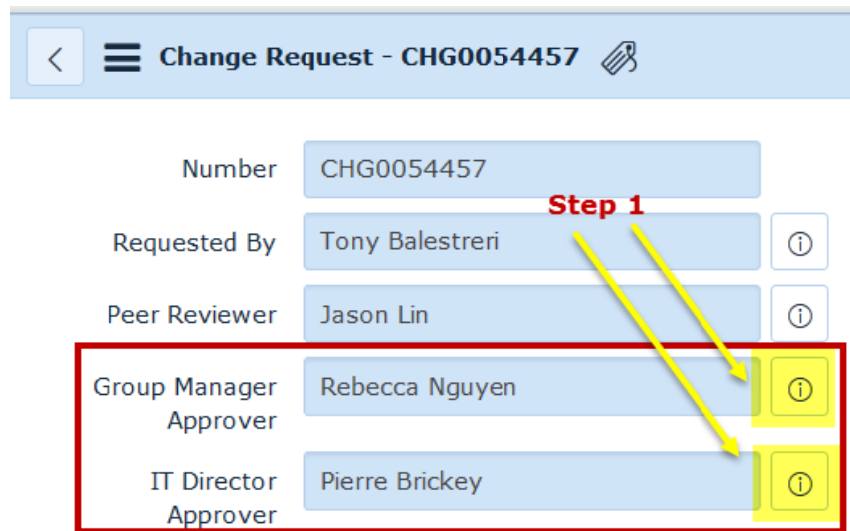 Change Request - CHG0054457
Number CHG0054457
Step 1
Requested By Tony Balestreri
Peer Reviewer Jason Lin
Group Manager Approver Rebecca Nguyen
IT Director Approver Pierre Brickey